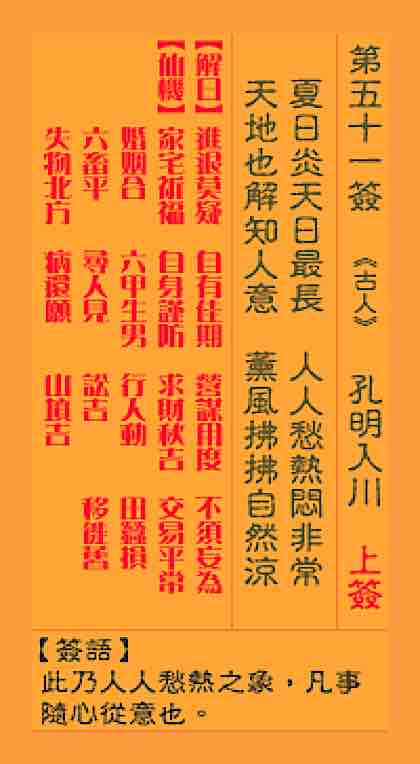 第五十一簽 《古人》 孔明入川 上簽
夏日炎天日最長 人人愁熱悶非常
天地也解知人意 薰風拂拂自然涼
【解曰】進退莫疑 自有佳期 營謀用度 不須妄為
【仙機】家宅祈福 自身謹防 求財秋吉 交易平常
婚姻合 六甲生男 行人動 田蠶損
六畜平 尋人見 訟吉 移徙舊
失物北方 病還願 山墳吉
【簽語】
此乃人人愁熱之象，凡事
隨心從意也。